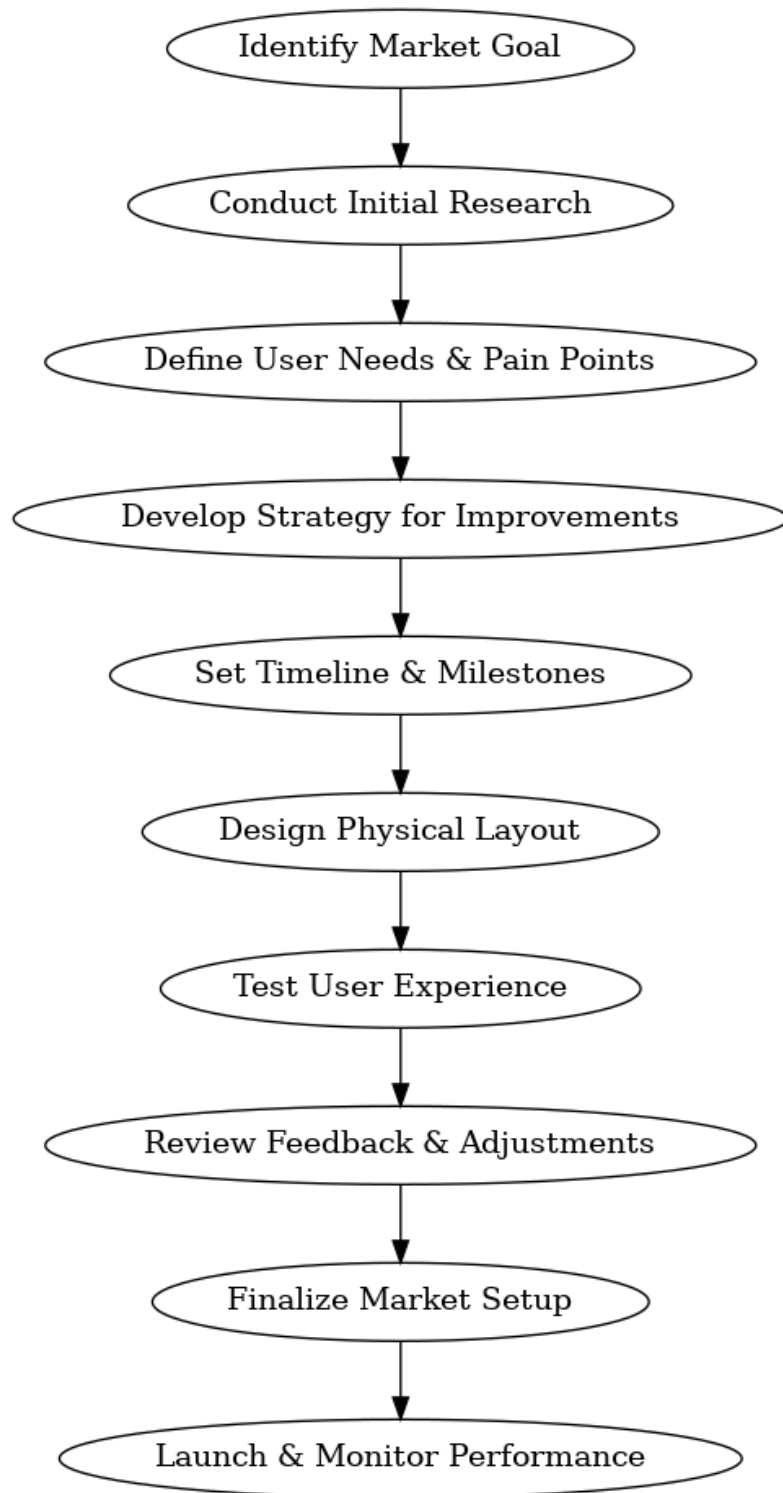 Identify Market Goal
Conduct Initial Research
Define User Needs & Pain Points
Develop Strategy for Improvements
Set Timeline & Milestones
Design Physical Layout
Test User Experience
Review Feedback & Adjustments
Finalize Market Setup
Launch & Monitor Performance